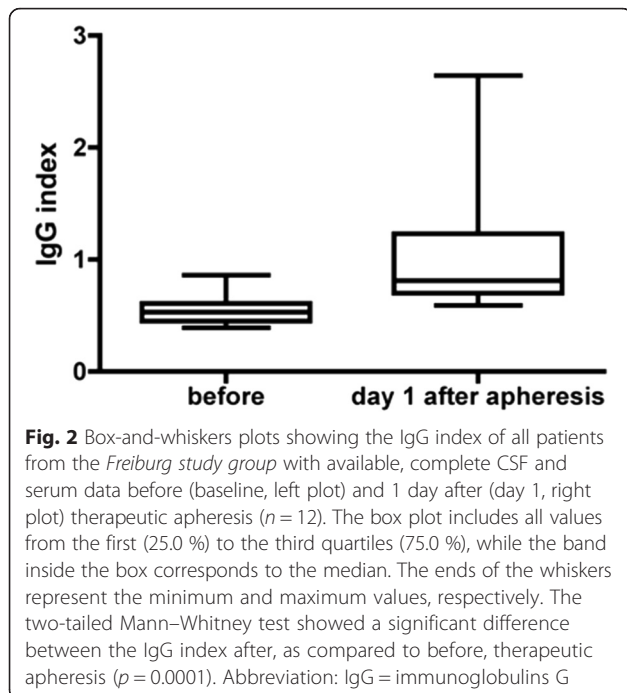 3
2
1
0
IgG index
before
day 1 after apheresis
Fig. 2 Box-and-whiskers plots showing the IgG index of all patients
from the Freiburg study group with available, complete CSF and
serum data before (baseline, left plot) and 1 day after (day 1, right
plot) therapeutic apheresis (n = 12). The box plot includes all values
from the first (25.0 %) to the third quartiles (75.0 %), while the band
inside the box corresponds to the median. The ends of the whiskers
represent the minimum and maximum values, respectively. The
two-tailed Mann–Whitney test showed a significant difference
between the IgG index after, as compared to before, therapeutic
apheresis (p = 0.0001). Abbreviation: IgG = immunoglobulins G